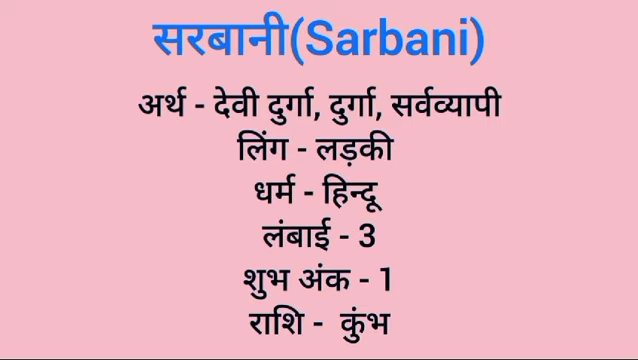 सरबानी(Sarbani)
अर्थ - देवी दुर्गा, दुर्गा, सर्वव्यापी
लिंग - लड़की
धर्म - हिन्दू
लंबाई - 3
शुभ अंक - 1
राशि - कुंभ